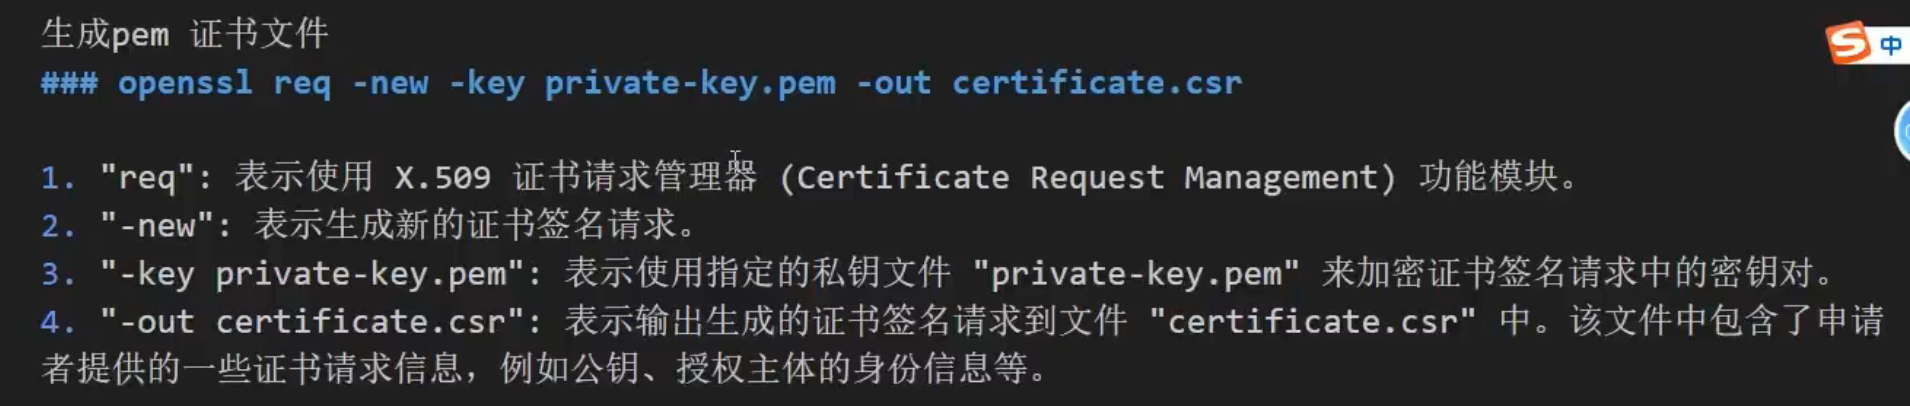 生成pem 证书文件
中
### openssl req -new -key private-key.pem -out certificate.csr
1. "req": 表示使用 X.509 证书请求管理器 (Certificate Request Management) 功能模块。
2. "-new": 表示生成新的证书签名请求。
3. "-key private-key.pem": 表示使用指定的私钥文件 "private-key.pem" 来加密证书签名请求中的密钥对。
4. "-out certificate.csr": 表示输出生成的证书签名请求到文件 "certificate.csr" 中。该文件中包含了申请
者提供的一些证书请求信息，例如公钥、授权主体的身份信息等。